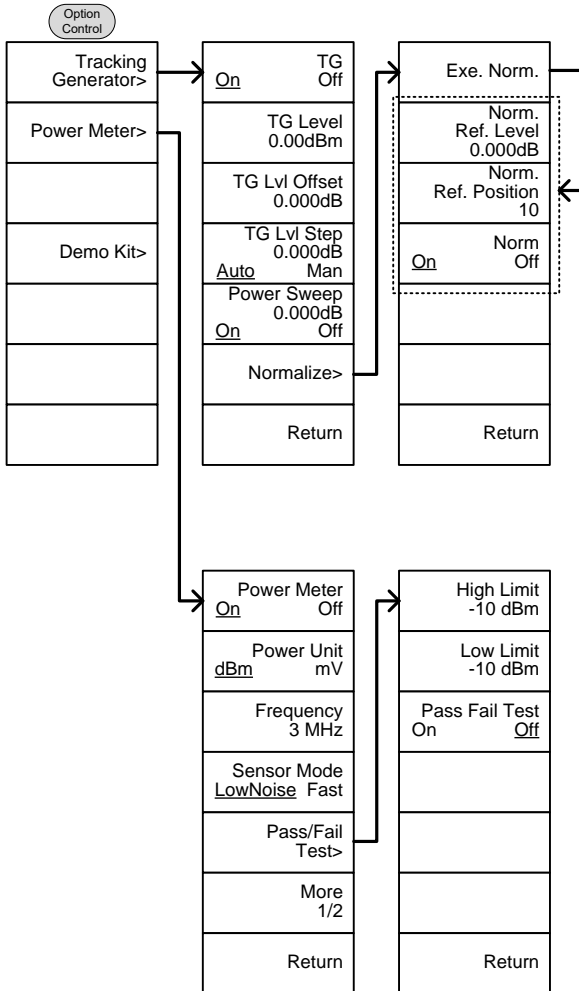 Option
Control
Tracking
Generator>
Power Meter>
Demo Kit>
TG
On Off
TG Level
0.00dBm
TG Lvl Offset
0.000dB
TG Lvl Step
0.000dB
Auto Man
Power Sweep
0.000dB
On Off
Normalize>
Return
Exe. Norm.
Norm.
Ref. Level
0.000dB
Norm.
Ref. Position
10
Norm
On Off
Return
Power Meter
On Off
Power Unit
dBm mV
Frequency
3 MHz
Sensor Mode
LowNoise Fast
Pass/Fail
Test>
More
1/2
Return
High Limit
-10 dBm
Low Limit
-10 dBm
Pass Fail Test
On Off
Return